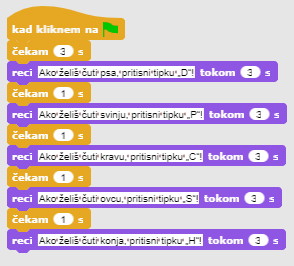 kad kliknem na
čekam 3 s
reci Ako želiš čuti psa, pritisni tipku „D"! tokom 3 s
čekam 1 s
reci Ako želiš čuti svinju, pritisni tipku „P"! tokom 3 s
čekam 1 s
reci Ako želiš čuti kravu, pritisni tipku „C"! tokom 3 s
čekam 1 s
reci Ako želiš čuti ovcu, pritisni tipku „S"! tokom 3 s
čekam 1 s
reci Ako želiš čuti konja, pritisni tipku „H"! tokom 3 s